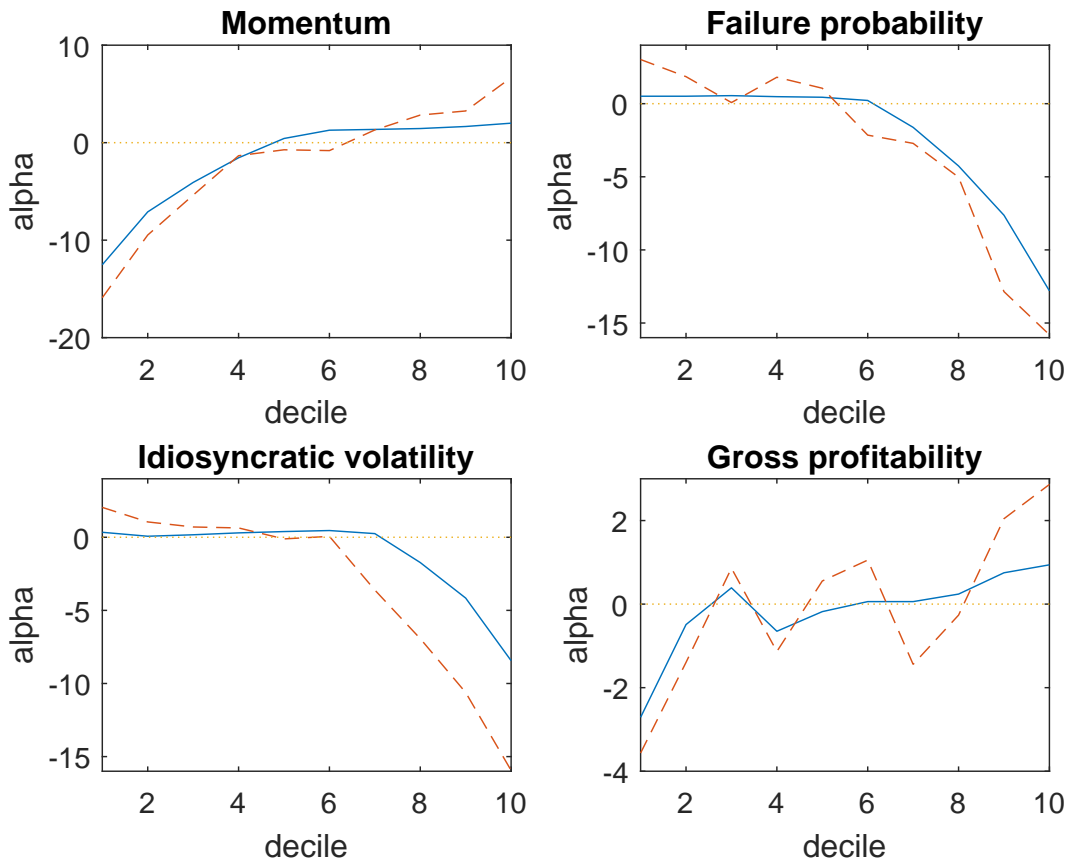 Momentum
10
0
-10
-20
alpha
2 4 6 8 10
decile
Failure probability
0
-5
-10
-15
alpha
2 4 6 8 10
decile
Idiosyncratic volatility
0
-5
-10
-15
alpha
2 4 6 8 10
decile
Gross profitability
2
0
-2
-4
alpha
2 4 6 8 10
decile